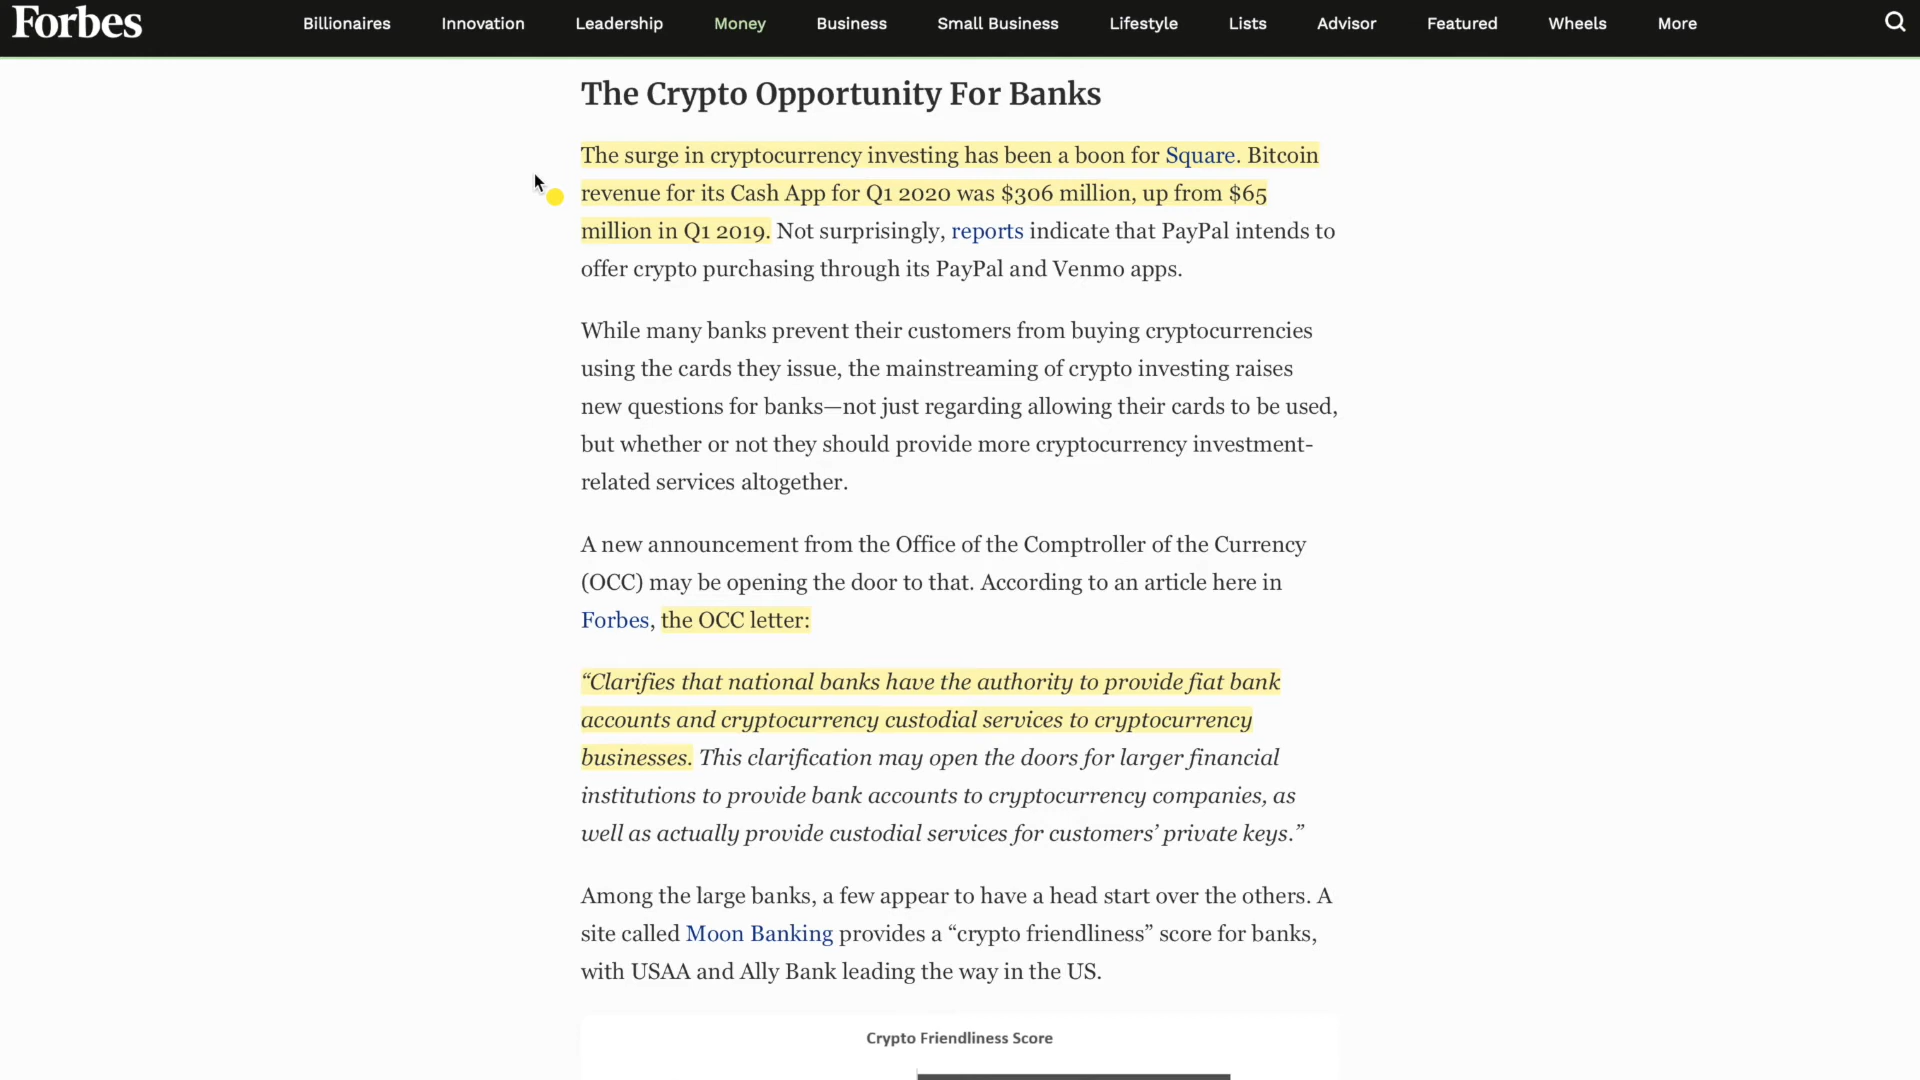 Forbes
Billionaires Innovation Leadership Money Business Small Business Lifestyle Lists Advisor Featured Wheels More
The Crypto Opportunity For Banks
The surge in cryptocurrency investing has been a boon for Square. Bitcoin
revenue for its Cash App for Q1 2020 was $306 million, up from $65
million in Q1 2019. Not surprisingly, reports indicate that PayPal intends to
offer crypto purchasing through its PayPal and Venmo apps.
While many banks prevent their customers from buying cryptocurrencies
using the cards they issue, the mainstreaming of crypto investing raises
new questions for banks—not just regarding allowing their cards to be used,
but whether or not they should provide more cryptocurrency investment-
related services altogether.
A new announcement from the Office of the Comptroller of the Currency
(OCC) may be opening the door to that. According to an article here in
Forbes, the OCC letter:
“Clarifies that national banks have the authority to provide fiat bank
accounts and cryptocurrency custodial services to cryptocurrency
businesses. This clarification may open the doors for larger financial
institutions to provide bank accounts to cryptocurrency companies, as
well as actually provide custodial services for customers’ private keys.”
Among the large banks, a few appear to have a head start over the others. A
site called Moon Banking provides a “crypto friendliness” score for banks,
with USAA and Ally Bank leading the way in the US.
Crypto Friendliness Score